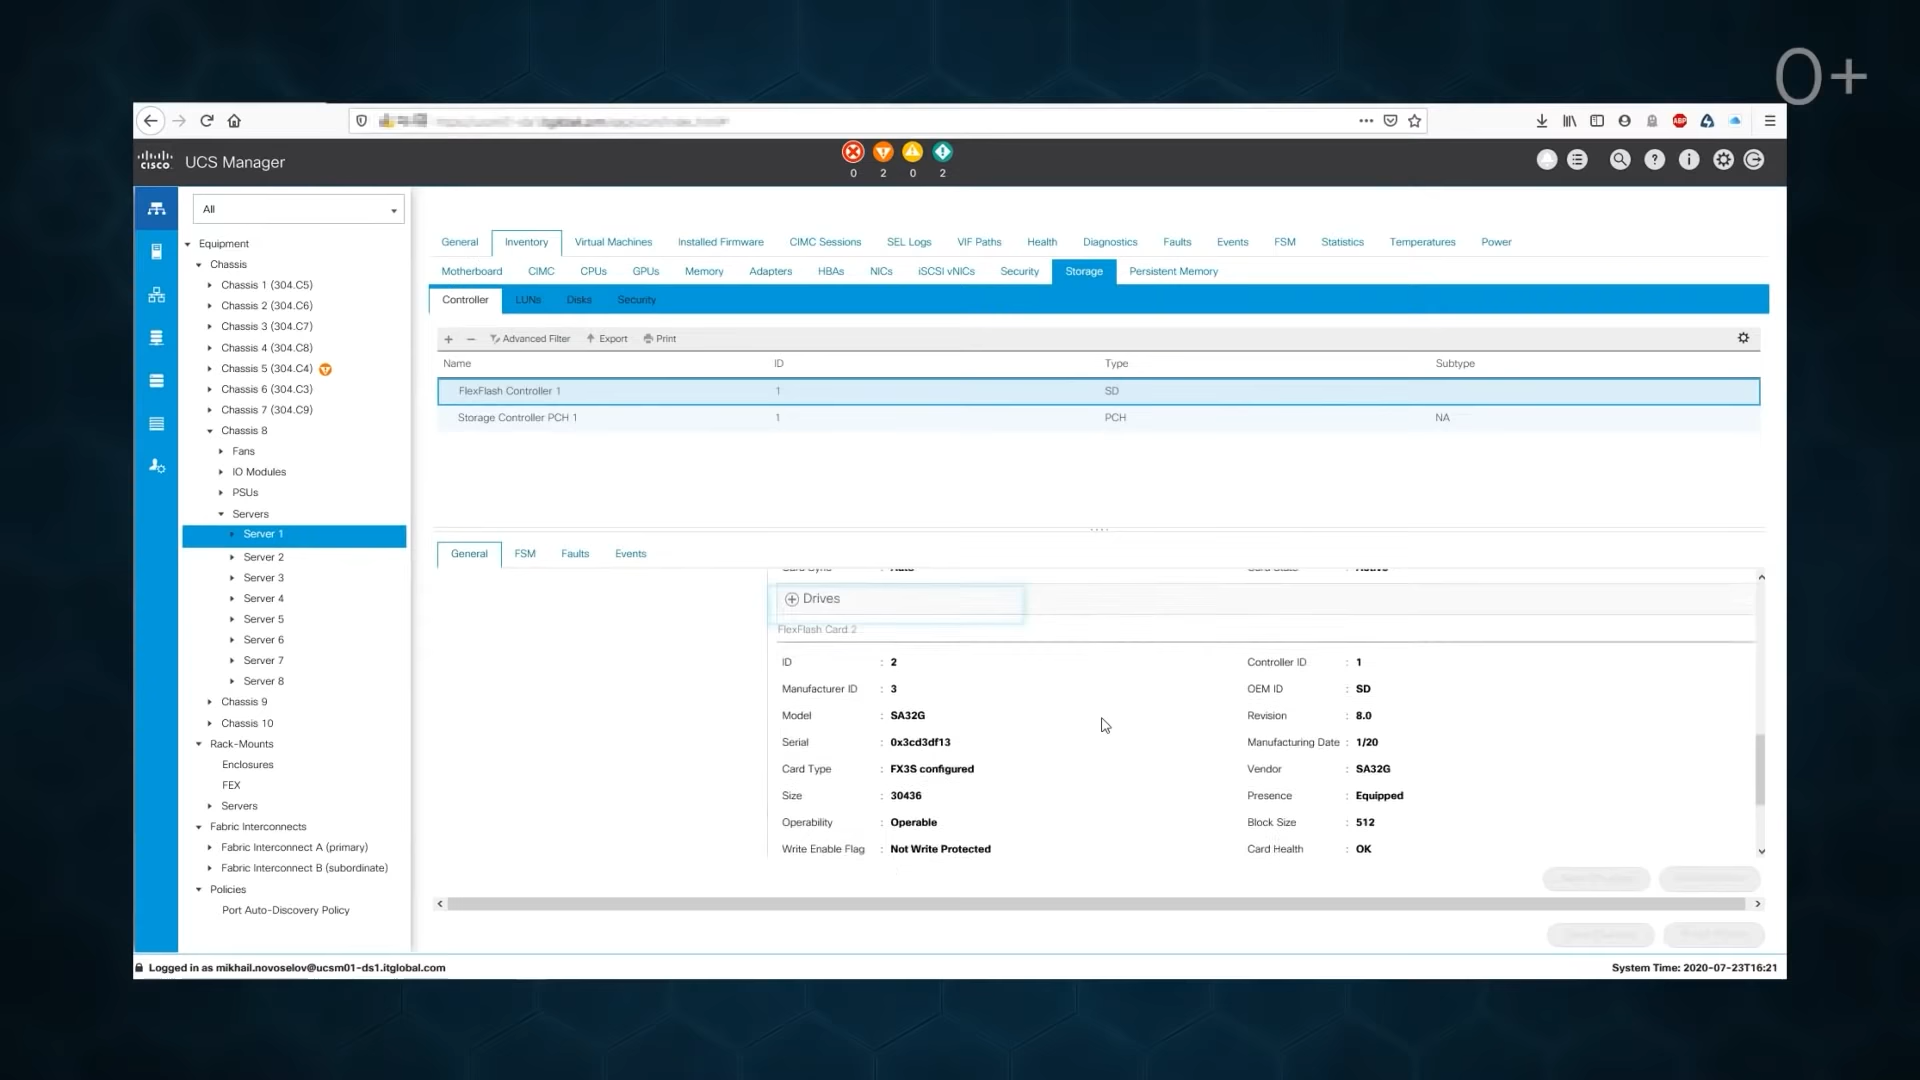 0+
cisco UCS Manager
0 2 0 2
All
Equipment
Chassis
Chassis 1 (304.C5)
Chassis 2 (304.C6)
Chassis 3 (304.C7)
Chassis 4 (304.C8)
Chassis 5 (304.C4)
Chassis 6 (304.C3)
Chassis 7 (304.C9)
Chassis 8
Fans
IO Modules
PSUs
Servers
Server 1
Server 2
Server 3
Server 4
Server 5
Server 6
Server 7
Server 8
Chassis 9
Chassis 10
Rack-Mounts
Enclosures
FEX
Servers
Fabric Interconnects
Fabric Interconnect A (primary)
Fabric Interconnect B (subordinate)
Policies
Port Auto-Discovery Policy
General Inventory Virtual Machines Installed Firmware CIMC Sessions SEL Logs VIF Paths Health Diagnostics Faults Events FSM Statistics Temperatures Power
Motherboard CIMC CPUs GPUs Memory Adapters HBAs NICs iSCSI vNICs Security Storage Persistent Memory
Controller LUNs Disks Security
+ − Advanced Filter Export Print
Name ID Type Subtype
FlexFlash Controller 1 1 SD
Storage Controller PCH 1 1 PCH NA
General FSM Faults Events
Drives
FlexFlash Card 2
ID : 2 Controller ID : 1
Manufacturer ID : 3 OEM ID : SD
Model : SA32G Revision : 8.0
Serial : 0x3cd3df13 Manufacturing Date : 1/20
Card Type : FX3S configured Vendor : SA32G
Size : 30436 Presence : Equipped
Operability : Operable Block Size : 512
Write Enable Flag : Not Write Protected Card Health : OK
Logged in as mikhail.novoselov@ucsm01-ds1.itglobal.com
System Time: 2020-07-23T16:21